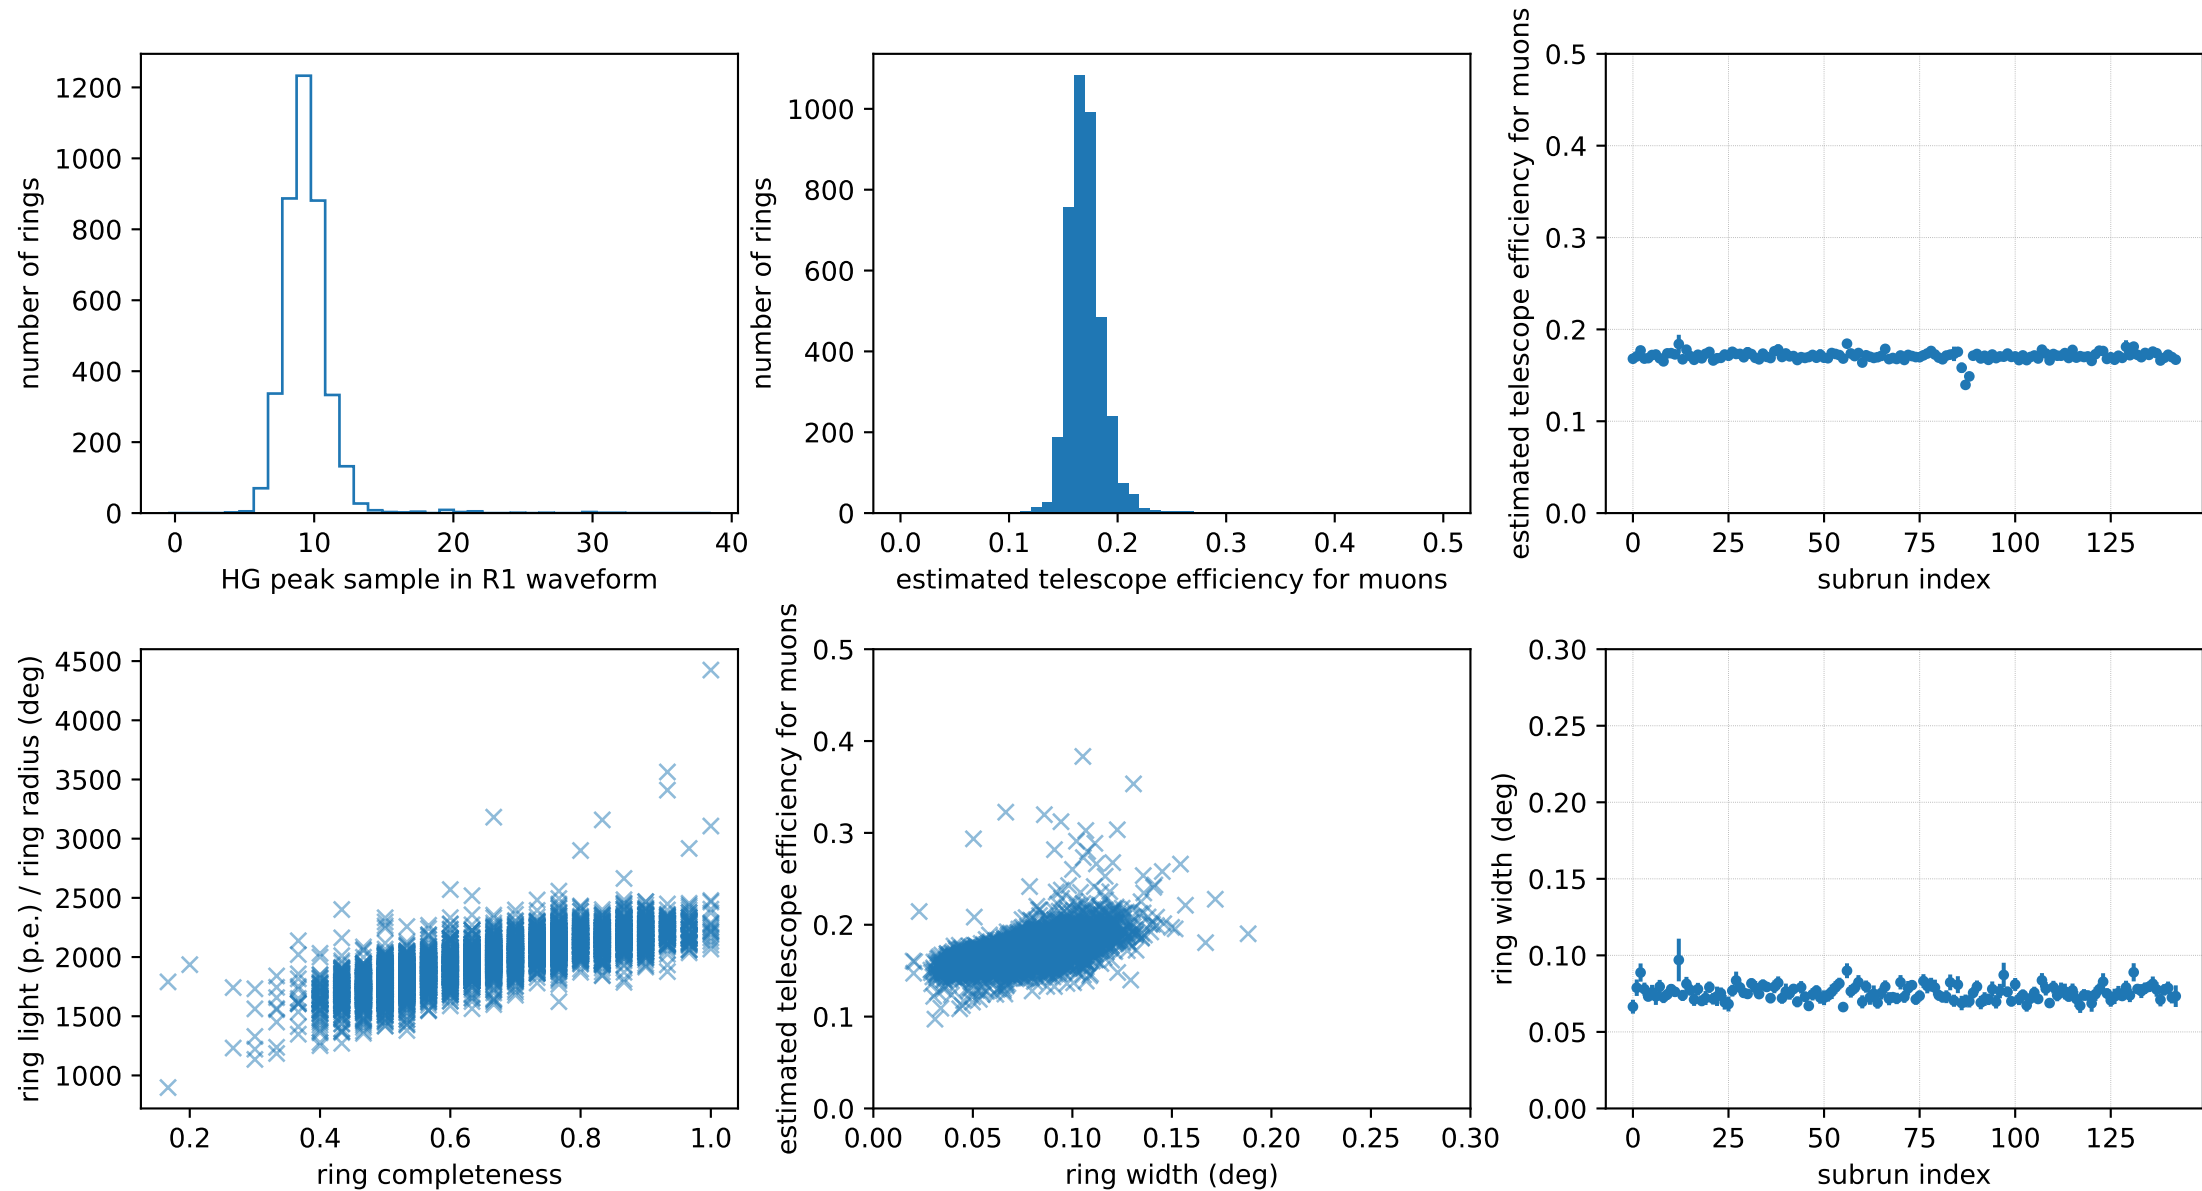 number of rings
1200
1000
800
600
400
200
0
0 10 20 30 40
HG peak sample in R1 waveform
number of rings
1000
800
600
400
200
0
0.0 0.1 0.2 0.3 0.4 0.5
estimated telescope efficiency for muons
estimated telescope efficiency for muons
0.5
0.4
0.3
0.2
0.1
0.0
0 25 50 75 100 125
subrun index
ring light (p.e.) / ring radius (deg)
4500
4000
3500
3000
2500
2000
1500
1000
0.2 0.4 0.6 0.8 1.0
ring completeness
estimated telescope efficiency for muons
0.5
0.4
0.3
0.2
0.1
0.0
0.00 0.05 0.10 0.15 0.20 0.25 0.30
ring width (deg)
ring width (deg)
0.30
0.25
0.20
0.15
0.10
0.05
0.00
0 25 50 75 100 125
subrun index